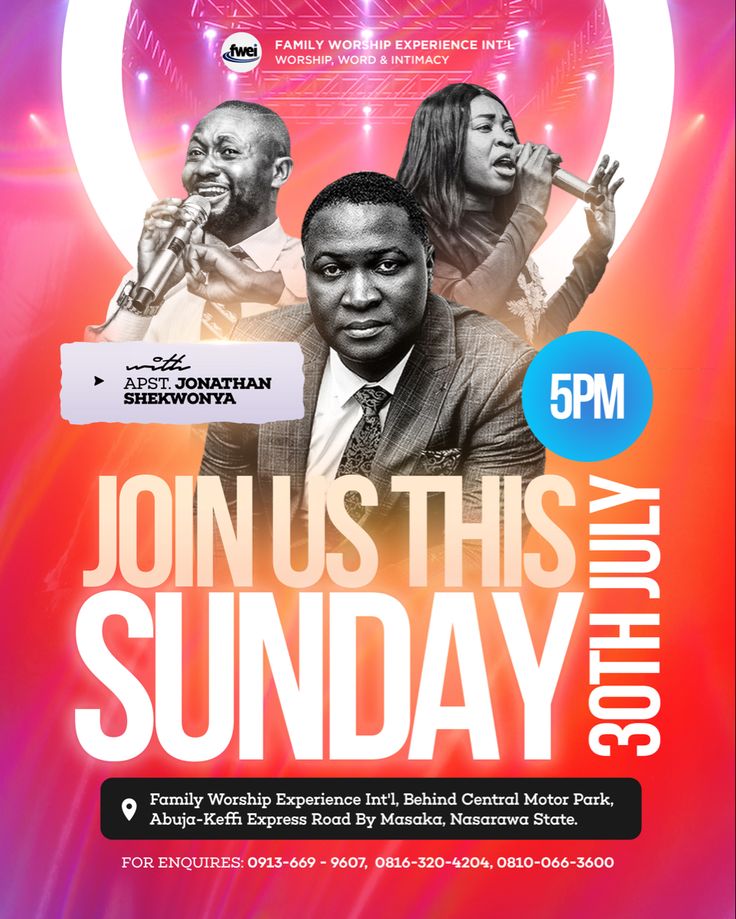 fwei
FAMILY WORSHIP EXPERIENCE INT'L
WORSHIP, WORD & INTIMACY
with
APST. JONATHAN
SHEKWONYA
5PM
JOIN US THIS
SUNDAY
30TH JULY
Family Worship Experience Int'l, Behind Central Motor Park,
Abuja-Keffi Express Road By Masaka, Nasarawa State.
FOR ENQUIRES: 0913-669 - 9607, 0816-320-4204, 0810-066-3600